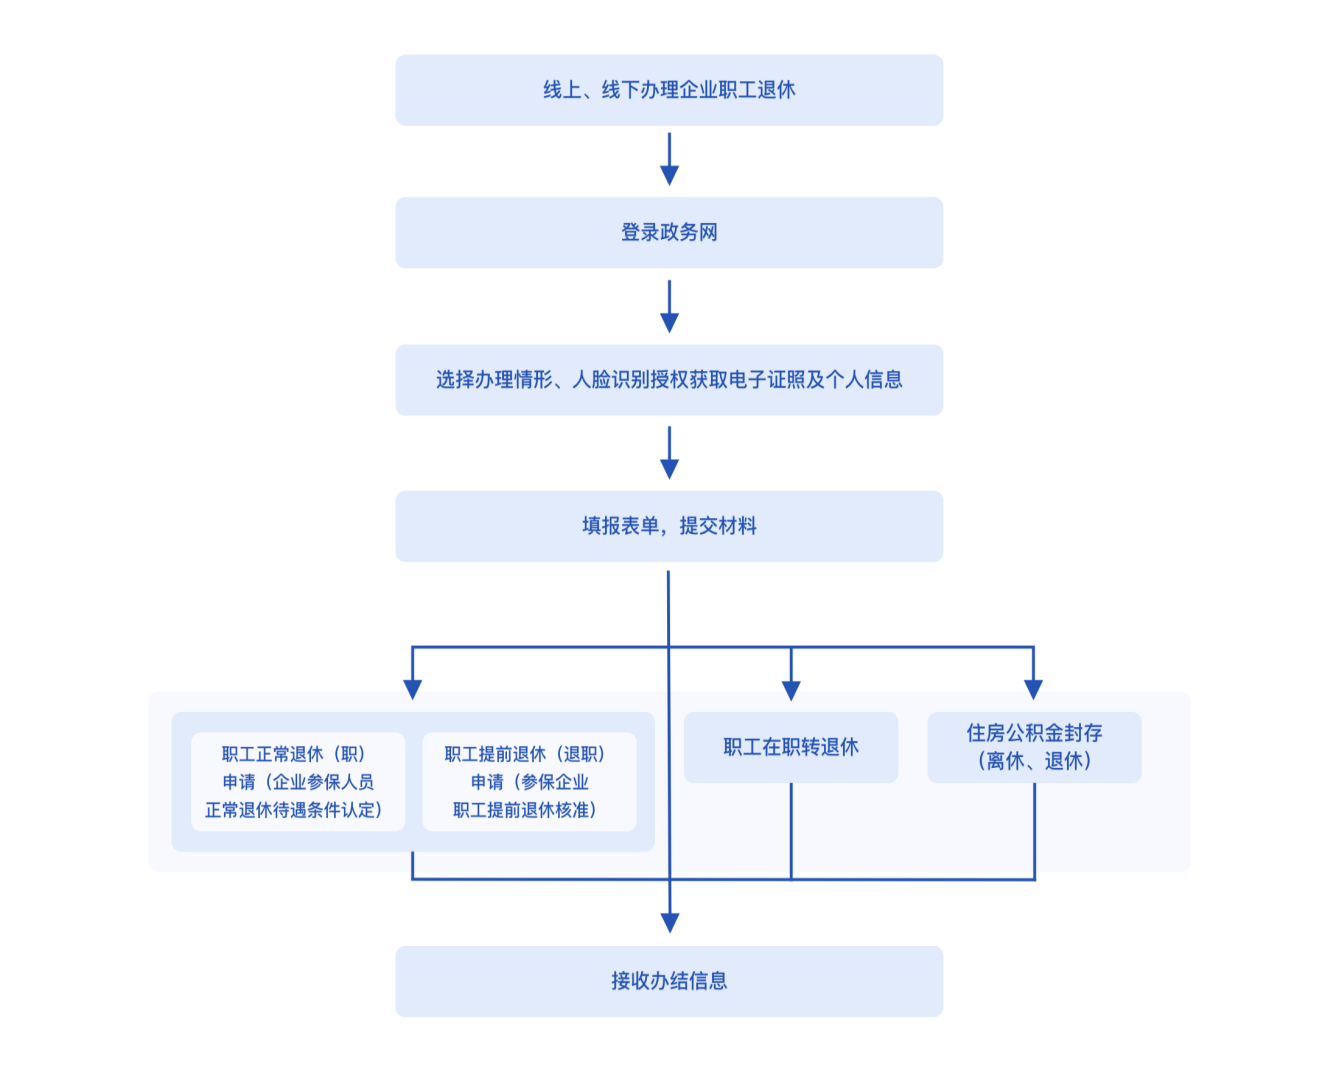 线上、线下办理企业职工退休
登录政务网
选择办理情形、人脸识别授权获取电子证照及个人信息
填报表单，提交材料
职工正常退休（职）
申请（企业参保人员
正常退休待遇条件认定）
职工提前退休（退职）
申请（参保企业
职工提前退休核准）
职工在职转退休
住房公积金封存
（离休、退休）
接收办结信息